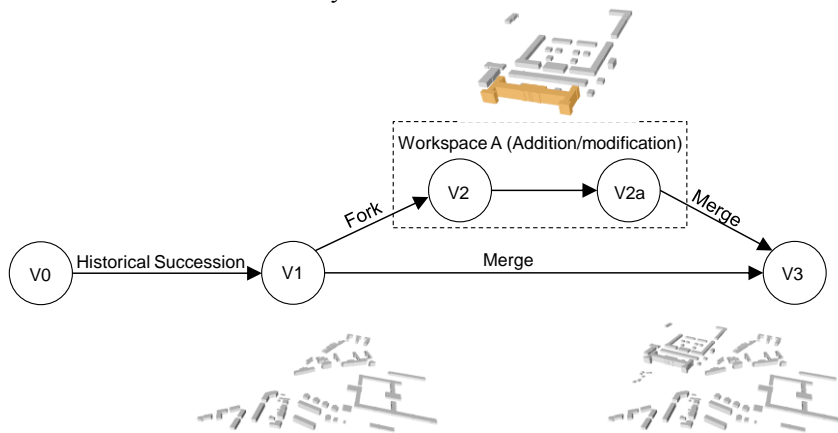 Workspace A (Addition/modification)
V2
V2a
Fork
Merge
V0
Historical Succession
V1
Merge
V3